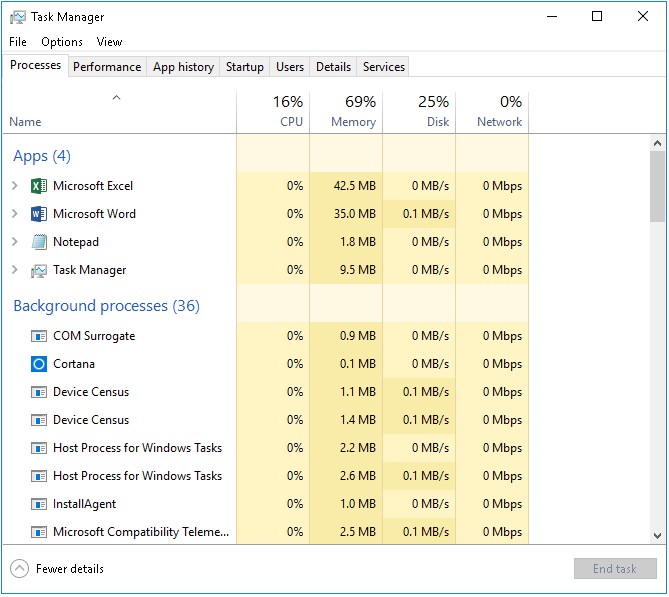 Task Manager
File Options View
Processes Performance App history Startup Users Details Services
16% 69% 25% 0%
Name CPU Memory Disk Network
Apps (4)
Microsoft Excel 0% 42.5 MB 0 MB/s 0 Mbps
Microsoft Word 0% 35.0 MB 0.1 MB/s 0 Mbps
Notepad 0% 1.8 MB 0 MB/s 0 Mbps
Task Manager 0% 9.5 MB 0 MB/s 0 Mbps
Background processes (36)
COM Surrogate 0% 0.9 MB 0 MB/s 0 Mbps
Cortana 0% 0.1 MB 0 MB/s 0 Mbps
Device Census 0% 1.1 MB 0.1 MB/s 0 Mbps
Device Census 0% 1.4 MB 0.1 MB/s 0 Mbps
Host Process for Windows Tasks 0% 2.2 MB 0 MB/s 0 Mbps
Host Process for Windows Tasks 0% 2.6 MB 0.1 MB/s 0 Mbps
InstallAgent 0% 1.0 MB 0 MB/s 0 Mbps
Microsoft Compatibility Teleme... 0% 2.5 MB 0.1 MB/s 0 Mbps
Fewer details End task